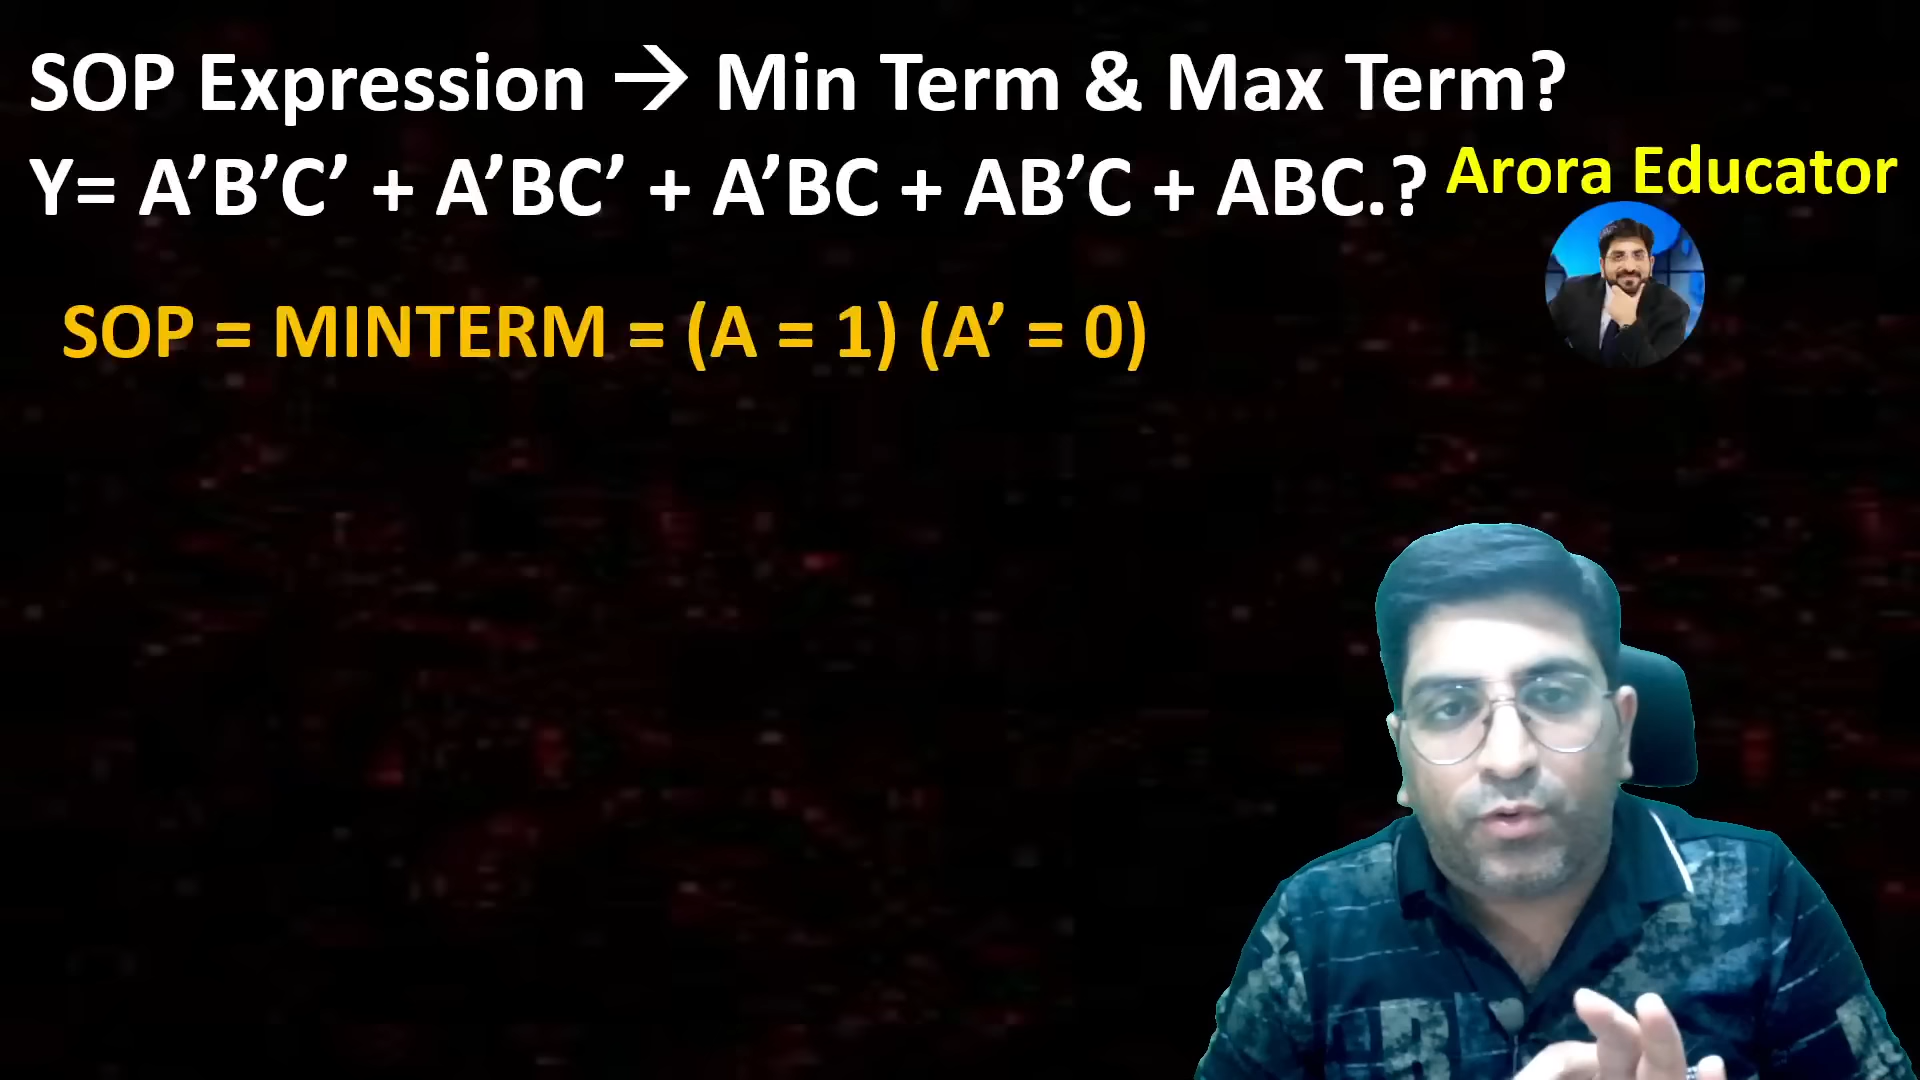 SOP Expression → Min Term & Max Term?
Y= A’B’C’ + A’BC’ + A’BC + AB’C + ABC.?
Arora Educator
SOP = MINTERM = (A = 1) (A’ = 0)